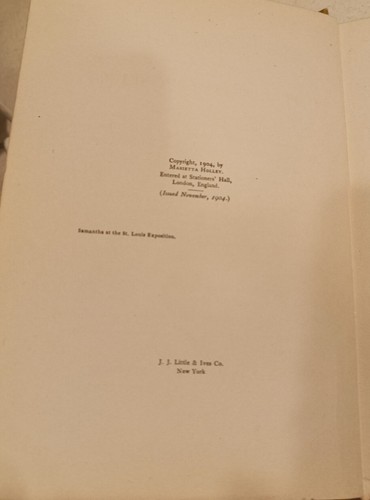 Copyright, 1904, by
MARIETTA HOLLEY.
Entered at Stationers' Hall,
London, England.
(Issued November, 1904.)
Samantha at the St. Louis Exposition.
J. J. Little & Ives Co.
New York